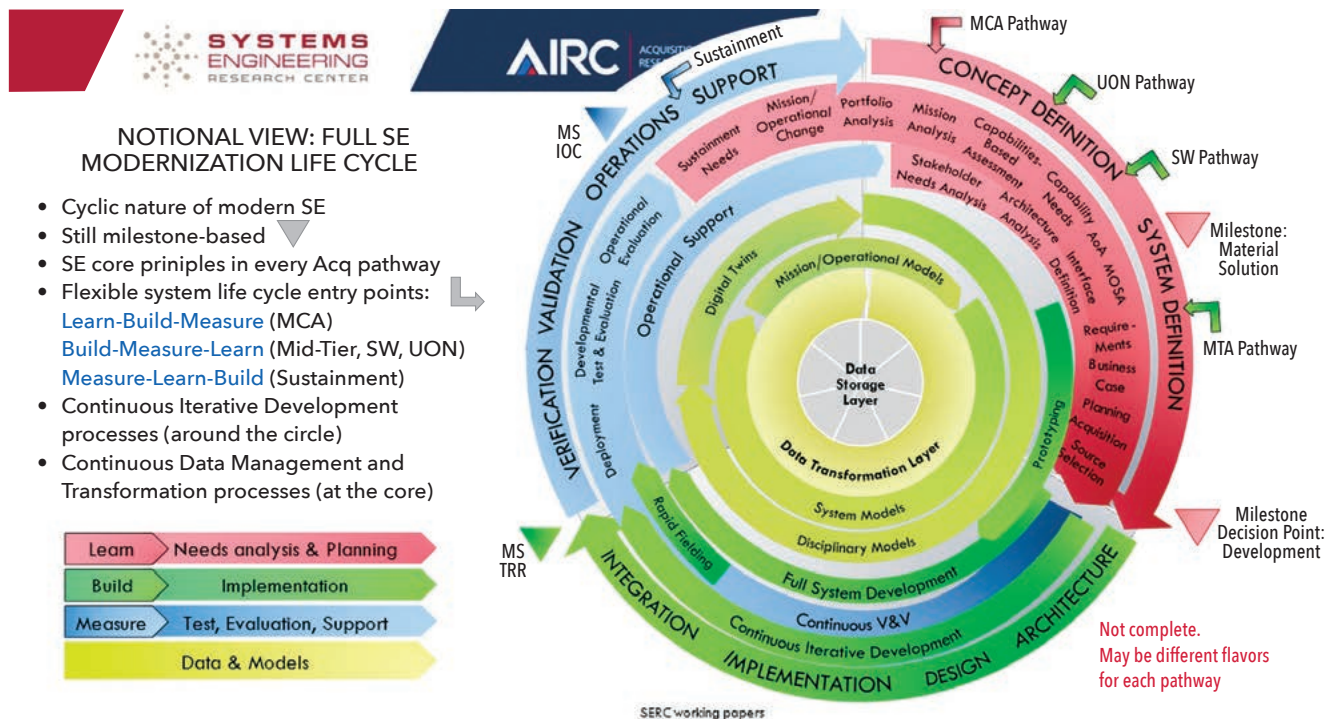 SYSTEMS
ENGINEERING
RESEARCH CENTER
AIRC
ACQUISITI
RESE
NOTIONAL VIEW: FULL SE
MODERNIZATION LIFE CYCLE
• Cyclic nature of modern SE
• Still milestone-based
• SE core priniples in every Acq pathway
• Flexible system life cycle entry points:
Learn-Build-Measure (MCA)
Build-Measure-Learn (Mid-Tier, SW, UON)
Measure-Learn-Build (Sustainment)
• Continuous Iterative Development
processes (around the circle)
• Continuous Data Management and
Transformation processes (at the core)
Learn
Needs analysis & Planning
Build
Implementation
Measure
Test, Evaluation, Support
Data & Models
MCA Pathway
UON Pathway
SW Pathway
Milestone:
Material
Solution
MTA Pathway
Milestone
Decision Point:
Development
Not complete.
May be different flavors
for each pathway
Sustainment
MS
IOC
MS
TRR
CONCEPT DEFINITION
SYSTEM DEFINITION
ARCHITECTURE
DESIGN
IMPLEMENTATION
INTEGRATION
VERIFICATION
VALIDATION
OPERATIONS
SUPPORT
Sustainment
Needs
Mission/
Operational
Change
Portfolio
Analysis
Mission
Analysis
Capabilities-
Based
Assessment
Capability
Needs
AoA
MOSA
Stakeholder
Needs Analysis
Architecture
Analysis
Interface
Definition
Require-
Ments
Business
Case
Planning
Acquisition
Source
Selection
Operational
Evaluation
Developmental
Test & Evaluation
Deployment
Operational
Support
Digital Twins
Mission/Operational Models
Data
Storage
Layer
Data Transformation Layer
System Models
Disciplinary Models
Prototyping
Rapid Fielding
Full System Development
Continuous V&V
Continuous Iterative Development
SERC working papers